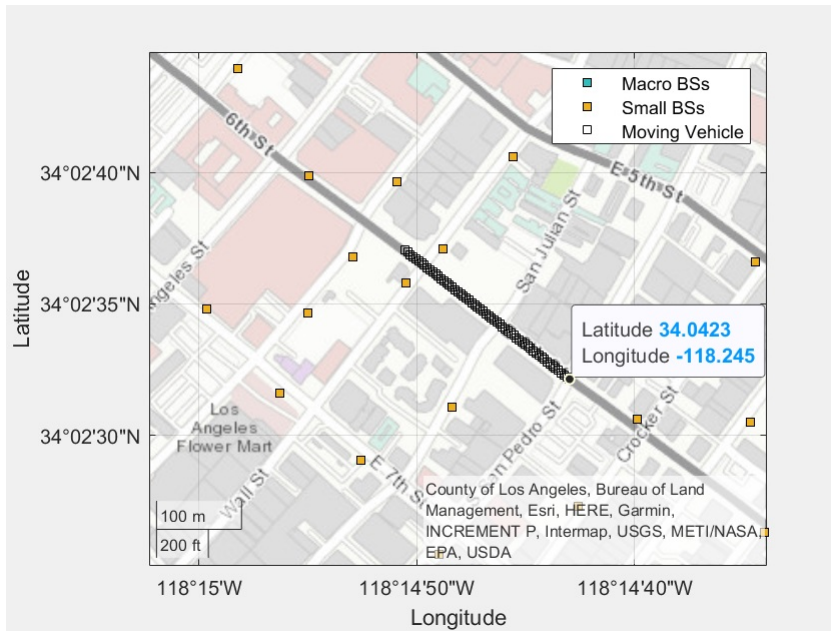 Macro BSs
Small BSs
Moving Vehicle
6th St
E 5th St
34°02'40"N
San Julian St
ngeles St
34°02'35"N
Latitude
Latitude 34.0423
Longitude -118.245
34°02'30"N
Los
Angeles
Flower Mart
Crocker St
n Pedro St
Wall St
E 7th St
County of Los Angeles, Bureau of Land
Management, Esri, HERE, Garmin,
INCREMENT P, Intermap, USGS, METI/NASA,
EPA, USDA
100 m
200 ft
118°15'W
118°14'50"W
118°14'40"W
Longitude